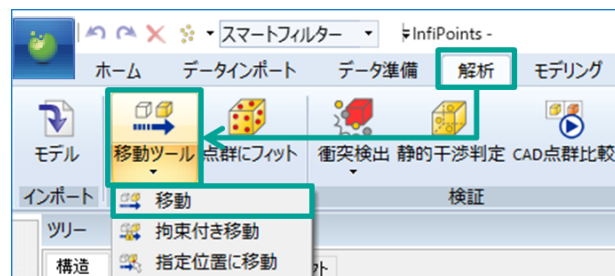 スマートフィルター InfiPoints -
ホーム データインポート データ準備 解析 モデリング
モデル 移動ツール 点群にフィット 衝突検出 静的干渉判定 CAD点群比較
インポート 検証
移動
ツリー 拘束付き移動
構造 指定位置に移動